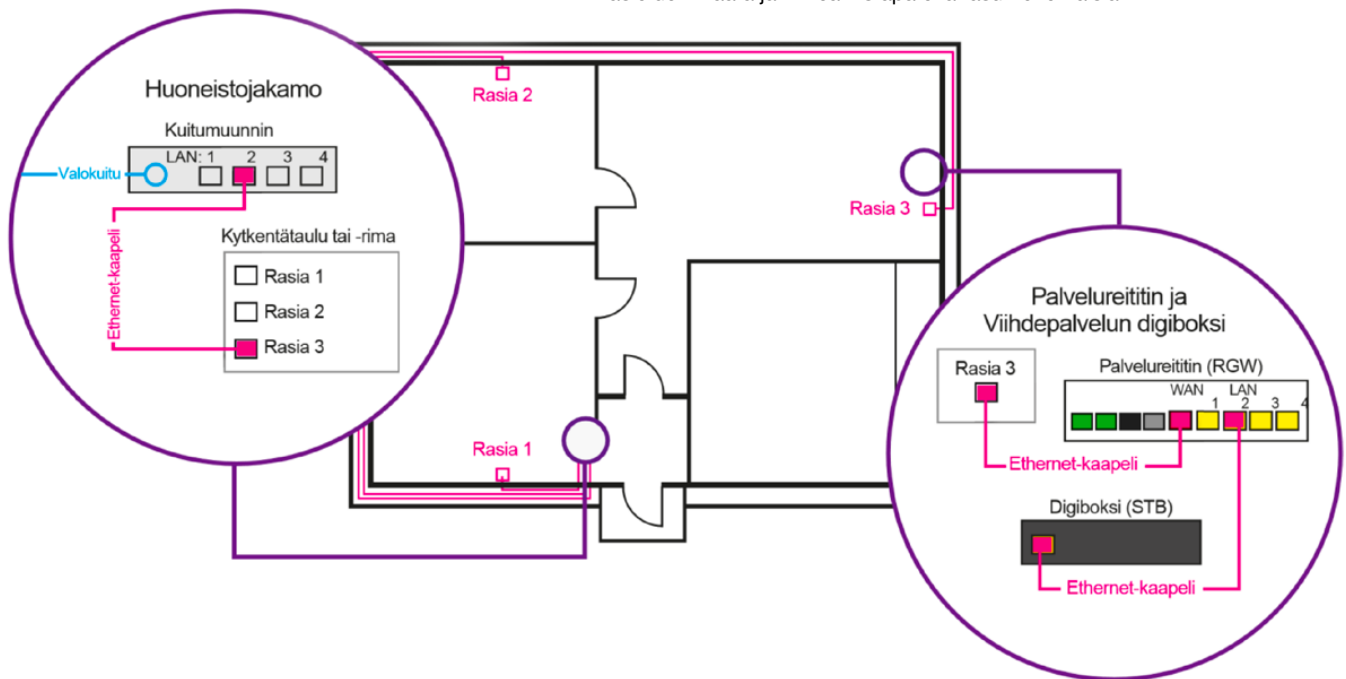 Huoneistojakamo
Kuitumuunnin
LAN: 1 2 3 4
Valokuitu
Ethernet-kaapeli
Kytkentätaulu tai -rima
Rasia 1
Rasia 2
Rasia 3
Rasia 2
Rasia 3
Rasia 1
Palvelureititin ja
Viihdepalvelun digiboksi
Rasia 3
Palvelureititin (RGW)
WAN LAN
1 2 3 4
Ethernet-kaapeli
Digiboksi (STB)
Ethernet-kaapeli